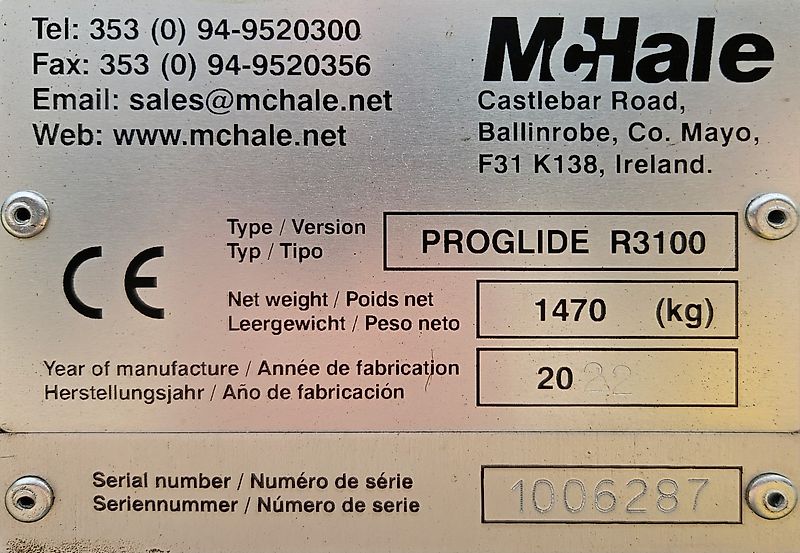 Tel: 353 (0) 94-9520300
Fax: 353 (0) 94-9520356
Email: sales@mchale.net
Web: www.mchale.net
McHale
Castlebar Road,
Ballinrobe, Co. Mayo,
F31 K138, Ireland.
CE
Type / Version
Typ / Tipo
PROGLIDE R3100
Net weight / Poids net
Leergewicht / Peso neto
1470 (kg)
Year of manufacture / Année de fabrication
Herstellungsjahr / Año de fabricación
2022
Serial number / Numéro de série
Seriennummer / Número de serie
1006287